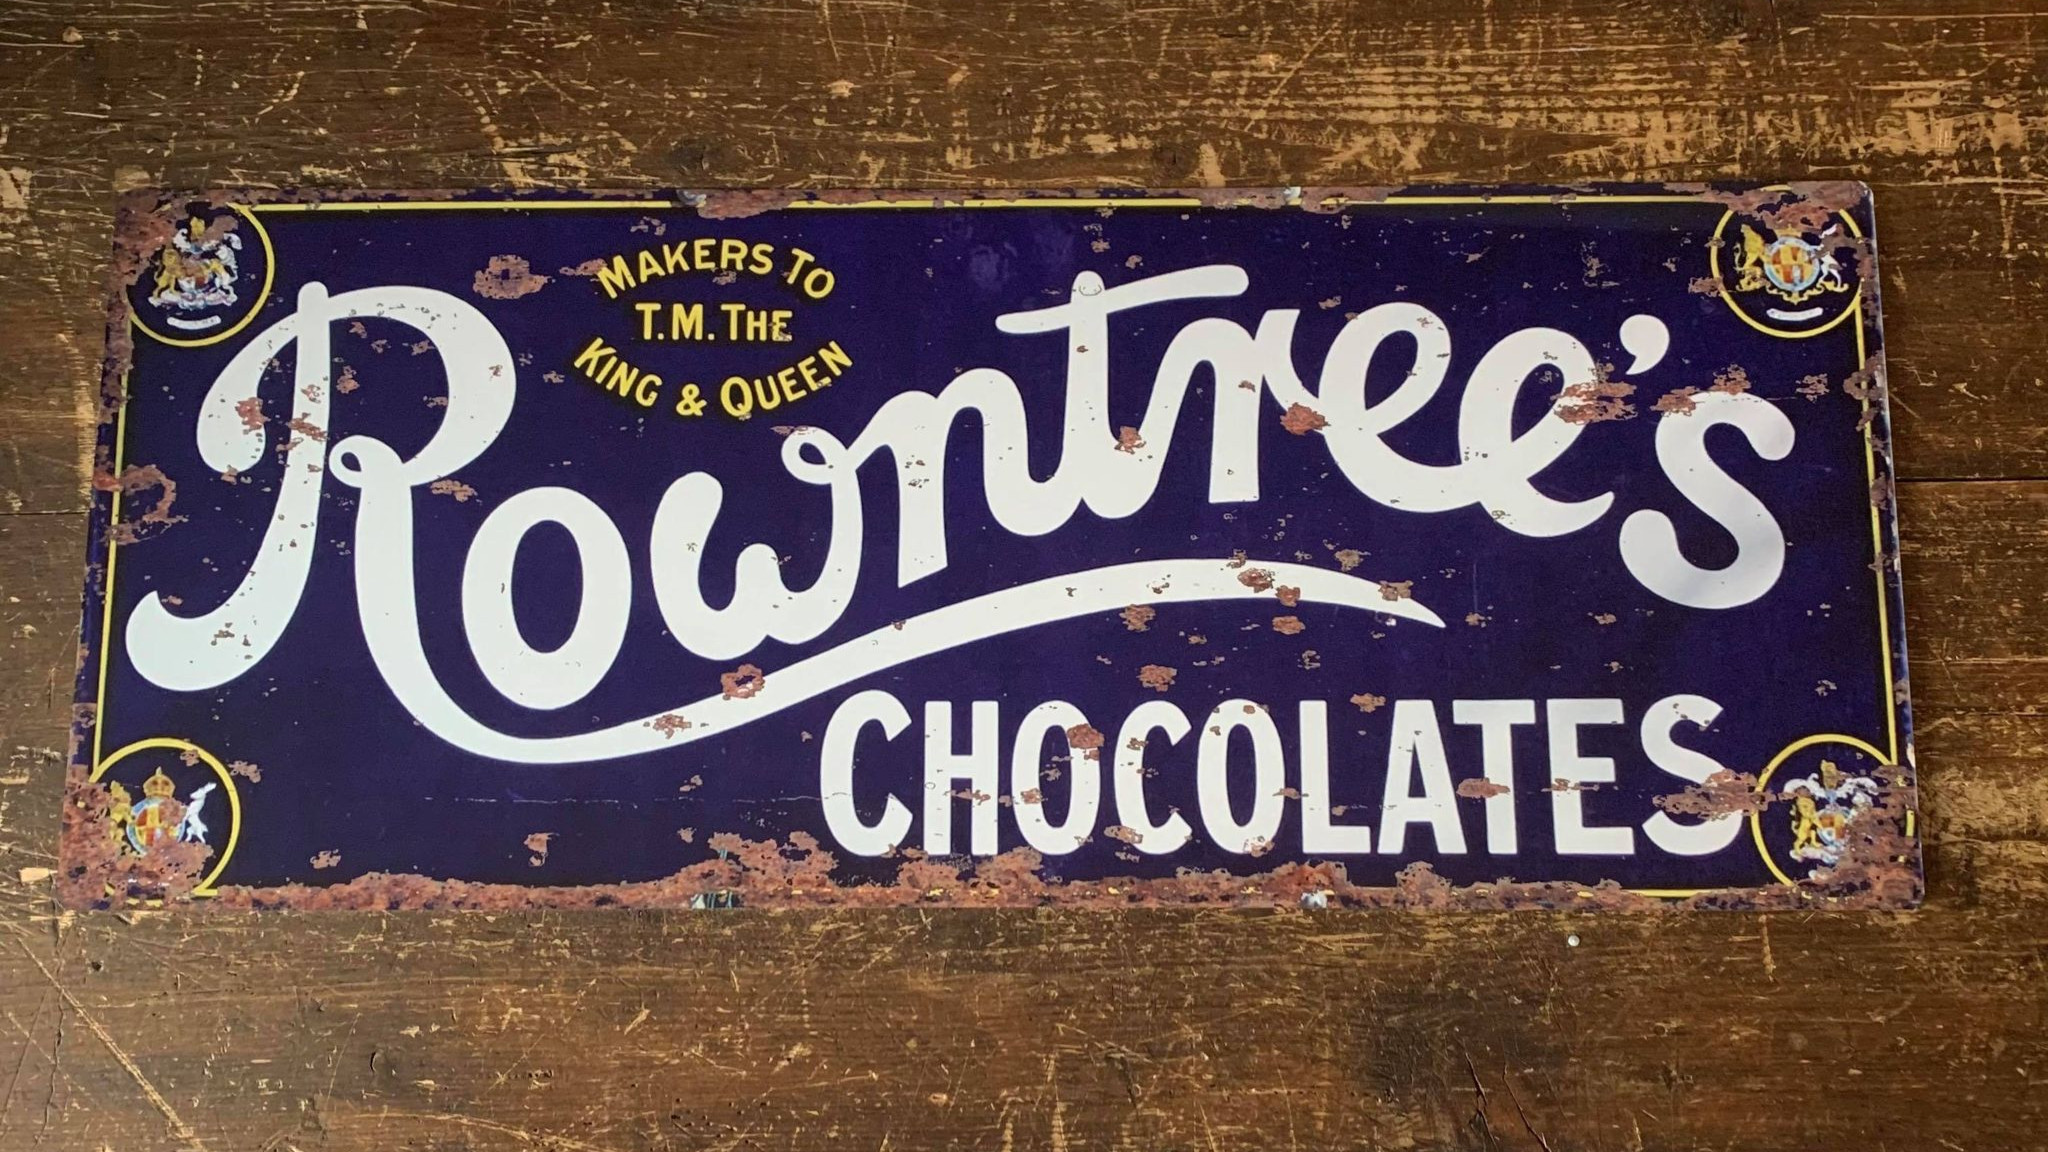 MAKERS TO
T.M. THE
KING & QUEEN
Rowntree's
CHOCOLATES